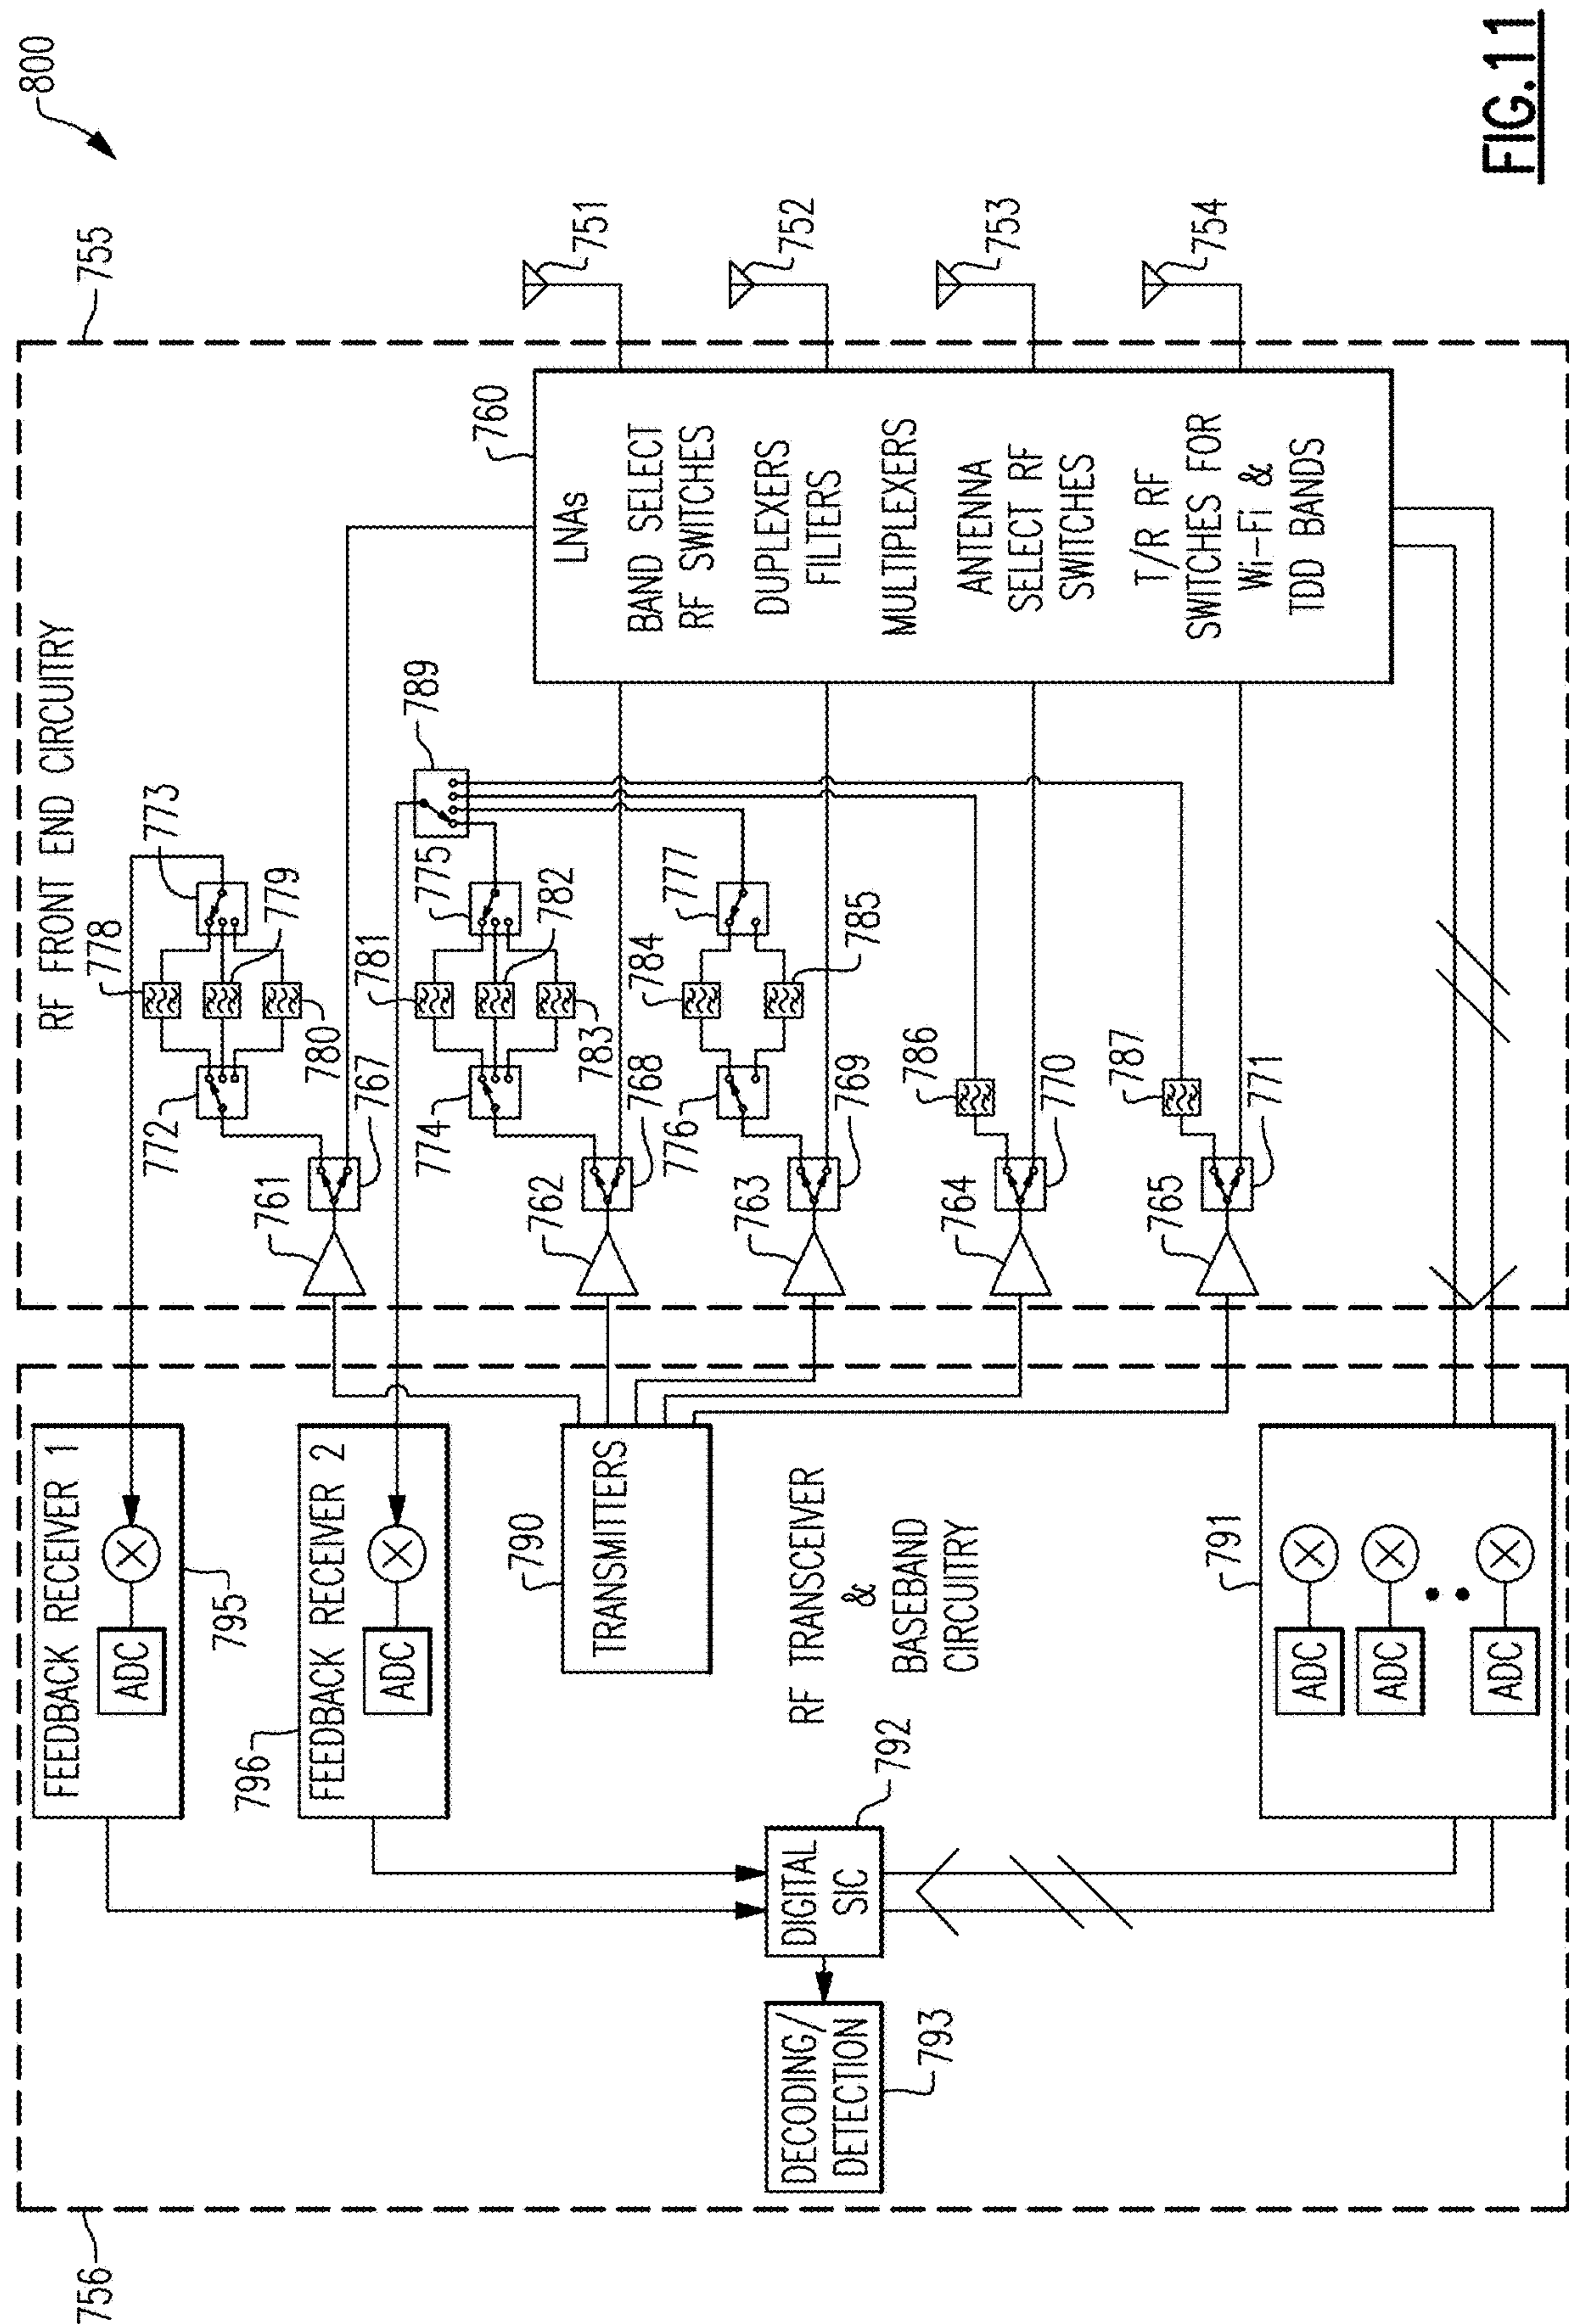 800
755
RF FRONT END CIRCUITRY
778
773
779
780
772
767
761
789
781
775
782
783
774
768
762
784
777
785
776
769
763
786
770
764
787
771
765
760
LNAs
BAND SELECT
RF SWITCHES
DUPLEXERS
FILTERS
MULTIPLEXERS
ANTENNA
SELECT RF
SWITCHES
T/R RF
SWITCHES FOR
Wi-Fi &
TDD BANDS
751
752
753
754
756
FEEDBACK RECEIVER 1
ADC
795
FEEDBACK RECEIVER 2
ADC
796
790
TRANSMITTERS
RF TRANSCEIVER
&
BASEBAND
CIRCUITRY
792
DIGITAL
SIC
DECODING/
DETECTION
793
791
ADC
ADC
ADC
FIG.11